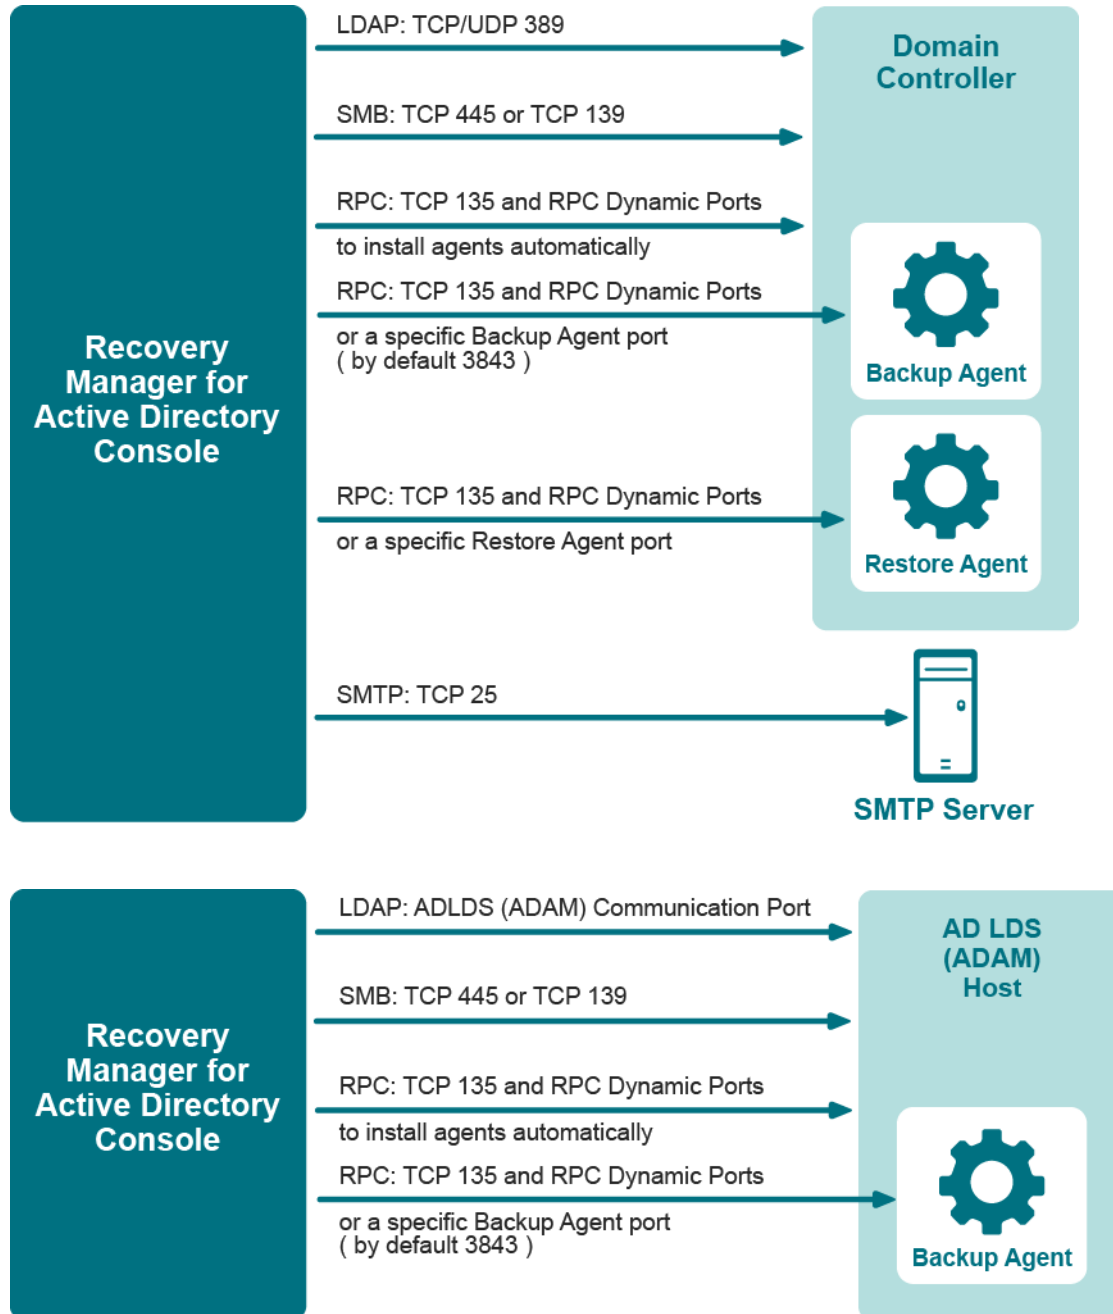 LDAP: TCP/UDP 389
Domain
Controller
SMB: TCP 445 or TCP 139
RPC: TCP 135 and RPC Dynamic Ports
to install agents automatically
RPC: TCP 135 and RPC Dynamic Ports
or a specific Backup Agent port
( by default 3843 )
Backup Agent
Recovery
Manager for
Active Directory
Console
RPC: TCP 135 and RPC Dynamic Ports
or a specific Restore Agent port
Restore Agent
SMTP: TCP 25
SMTP Server
LDAP: ADLDS (ADAM) Communication Port
AD LDS
(ADAM)
Host
SMB: TCP 445 or TCP 139
Recovery
Manager for
Active Directory
Console
RPC: TCP 135 and RPC Dynamic Ports
to install agents automatically
RPC: TCP 135 and RPC Dynamic Ports
or a specific Backup Agent port
( by default 3843 )
Backup Agent